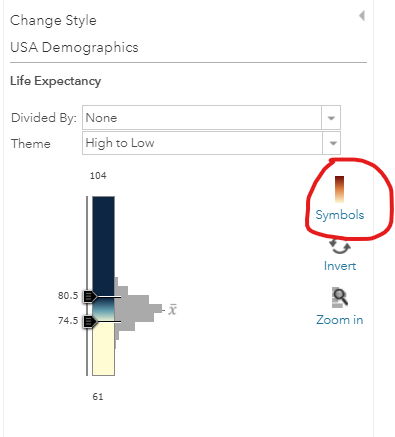 Change Style
USA Demographics
Life Expectancy
Divided By: None
Theme High to Low
104
Symbols
Invert
80.5
x̄
74.5
Zoom in
61